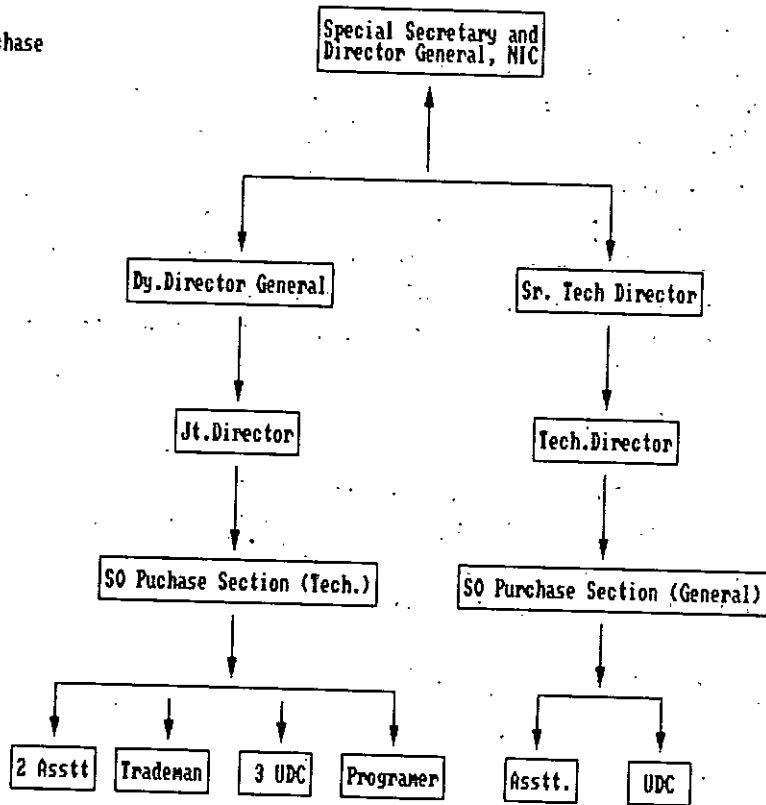 hase
Special Secretary and
Director General, NIC
Dy.Director General
Sr. Tech Director
Jt.Director
Tech.Director
SO Puchase Section (Tech.)
SO Purchase Section (General)
2 Asstt
Trademan
3 UDC
Programer
Asstt.
UDC